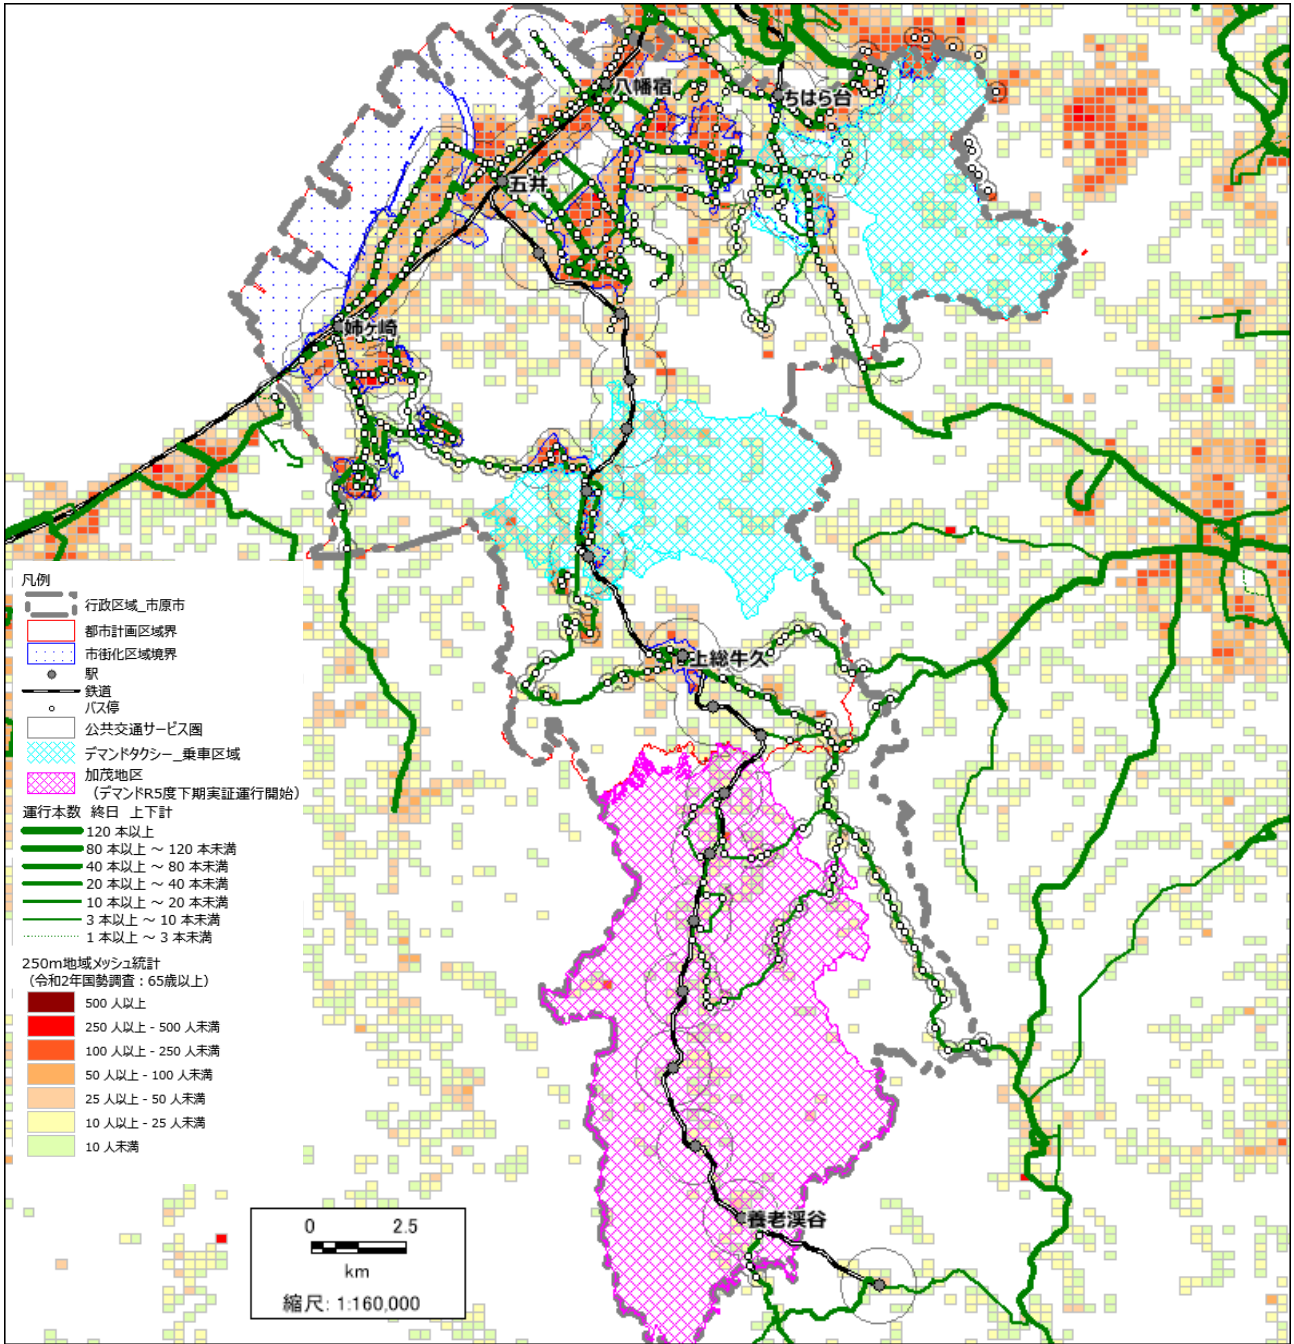 八幡宿
ちはら台
五井
姉ヶ崎
上総牛久
養老渓谷
凡例
行政区域_市原市
都市計画区域界
市街化区域境界
駅
鉄道
バス停
公共交通サービス圏
デマンドタクシー_乗車区域
加茂地区
（デマンドR5度下期実証運行開始）
運行本数 終日 上下計
120 本以上
80 本以上 ～ 120 本未満
40 本以上 ～ 80 本未満
20 本以上 ～ 40 本未満
10 本以上 ～ 20 本未満
3 本以上 ～ 10 本未満
1 本以上 ～ 3 本未満
250m地域メッシュ統計
（令和2年国勢調査：65歳以上）
500 人以上
250 人以上 - 500 人未満
100 人以上 - 250 人未満
50 人以上 - 100 人未満
25 人以上 - 50 人未満
10 人以上 - 25 人未満
10 人未満
0 2.5
km
縮尺: 1:160,000